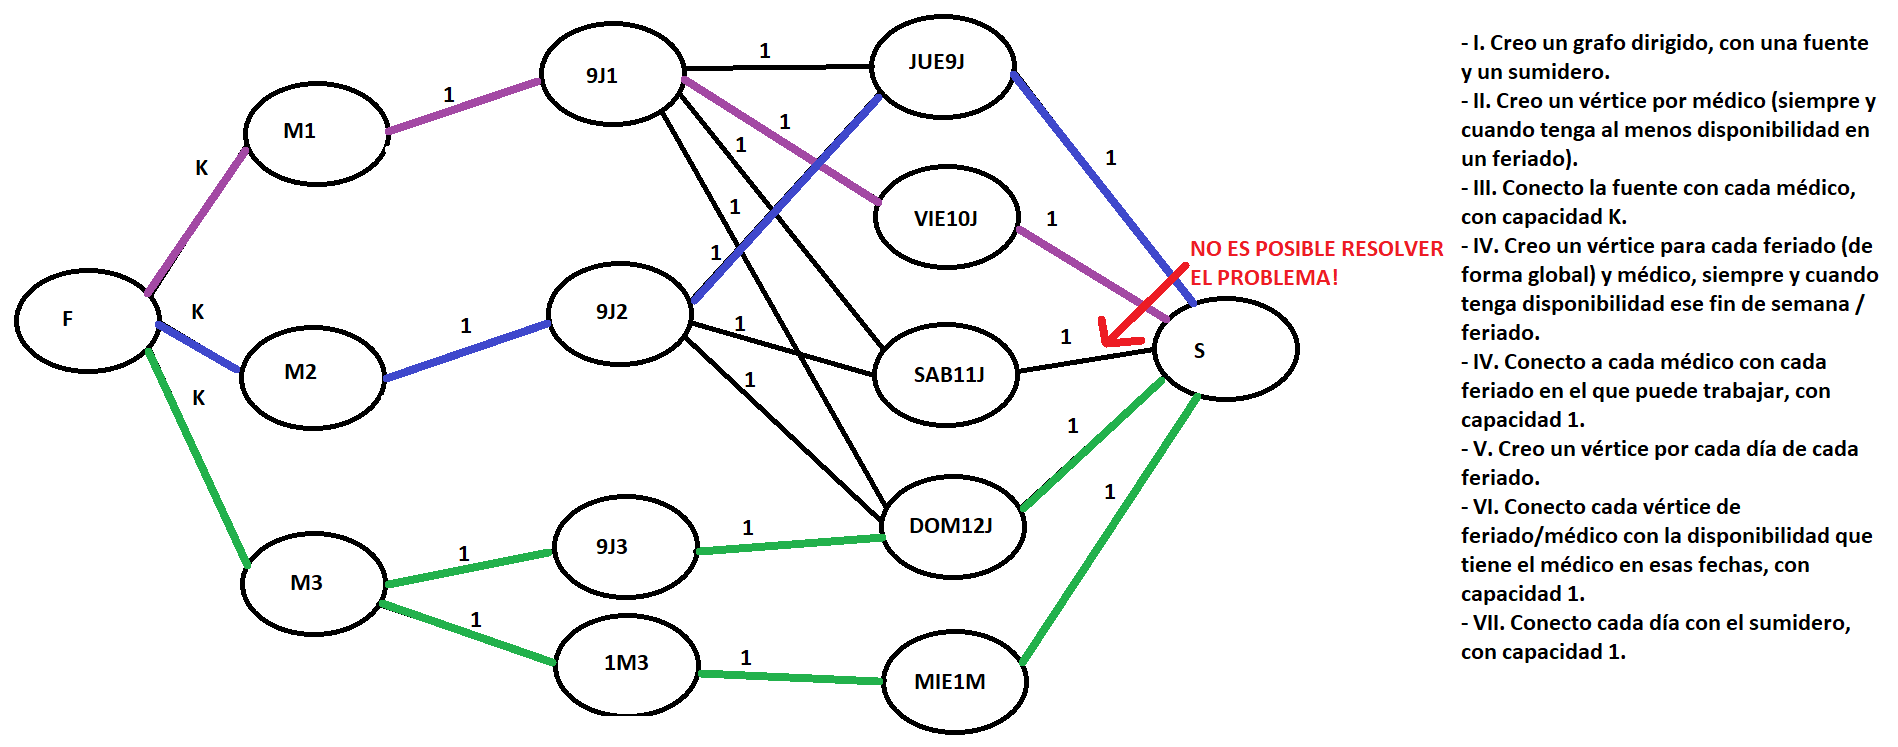 F
K
K
K
M1
M2
M3
1
1
1
1
9J1
9J2
9J3
1M3
1
1
1
1
1
1
1
1
1
JUE9J
VIE10J
SAB11J
DOM12J
MIE1M
1
1
1
1
1
S
NO ES POSIBLE RESOLVER
EL PROBLEMA!
- I. Creo un grafo dirigido, con una fuente
y un sumidero.
- II. Creo un vértice por médico (siempre y
cuando tenga al menos disponibilidad en
un feriado).
- III. Conecto la fuente con cada médico,
con capacidad K.
- IV. Creo un vértice para cada feriado (de
forma global) y médico, siempre y cuando
tenga disponibilidad ese fin de semana /
feriado.
- IV. Conecto a cada médico con cada
feriado en el que puede trabajar, con
capacidad 1.
- V. Creo un vértice por cada día de cada
feriado.
- VI. Conecto cada vértice de
feriado/médico con la disponibilidad que
tiene el médico en esas fechas, con
capacidad 1.
- VII. Conecto cada día con el sumidero,
con capacidad 1.